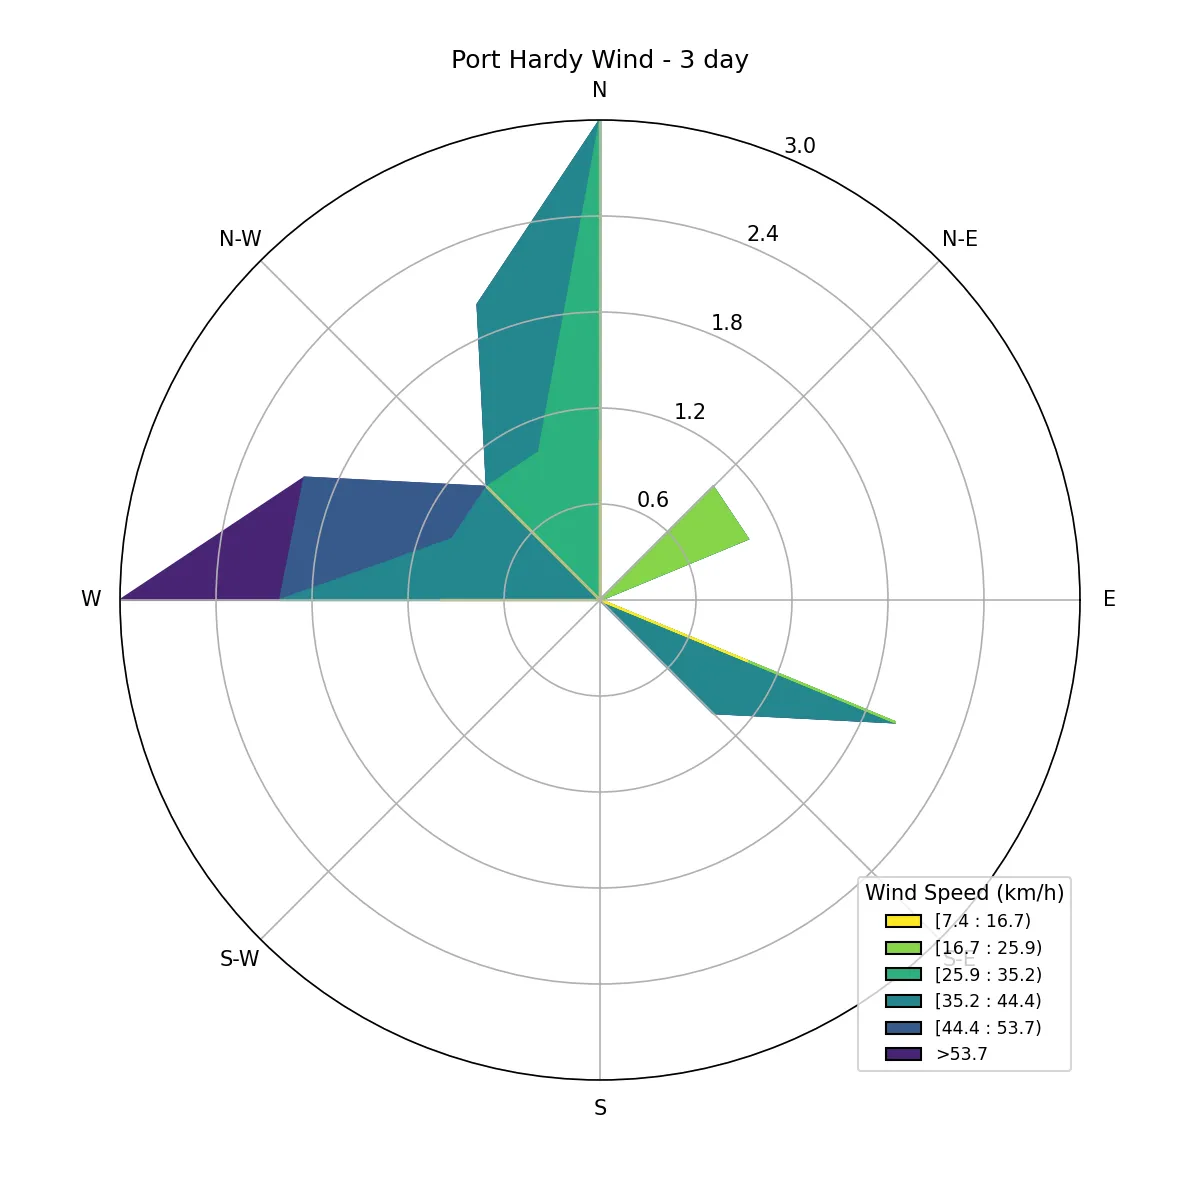 Port Hardy Wind - 3 day
N
3.0
N-W
2.4
N-E
1.8
1.2
0.6
W
E
S-W
S-E
S
Wind Speed (km/h)
[7.4 : 16.7)
[16.7 : 25.9)
[25.9 : 35.2)
[35.2 : 44.4)
[44.4 : 53.7)
>53.7